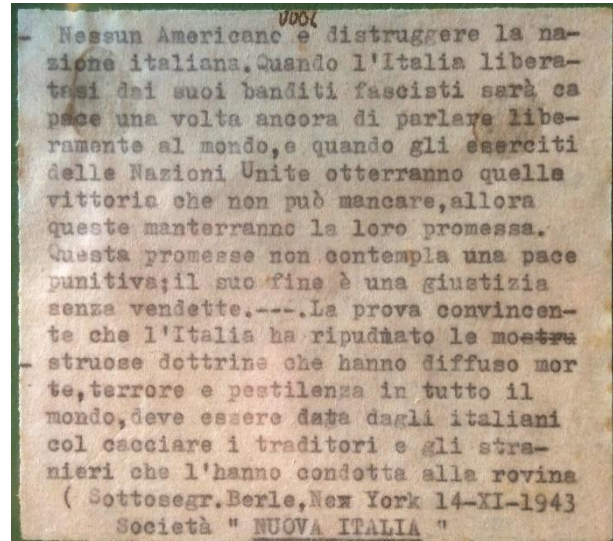 vuole
- Nessun Americano e distruggere la na-
zione italiana.Quando l'Italia libera-
tasi dai suoi banditi fascisti sarà ca
pace una volta ancora di parlare libe-
ramente al mondo,e quando gli eserciti
delle Nazioni Unite otterranno quella
vittoria che non può mancare,allora
queste manterranno la loro promessa.
Questa promesse non contempla una pace
punitiva;il suo fine è una giustizia
senza vendette.---.La prova convincen-
te che l'Italia ha ripudiato le mostru
- struose dottrine che hanno diffuso mor
te,terrore e pestilenza in tutto il
mondo,deve essere data dagli italiani
col cacciare i traditori e gli stra-
nieri che l'hanno condotta alla rovina
( Sottosegr.Berle,New York 14-XI-1943
Società " NUOVA ITALIA "